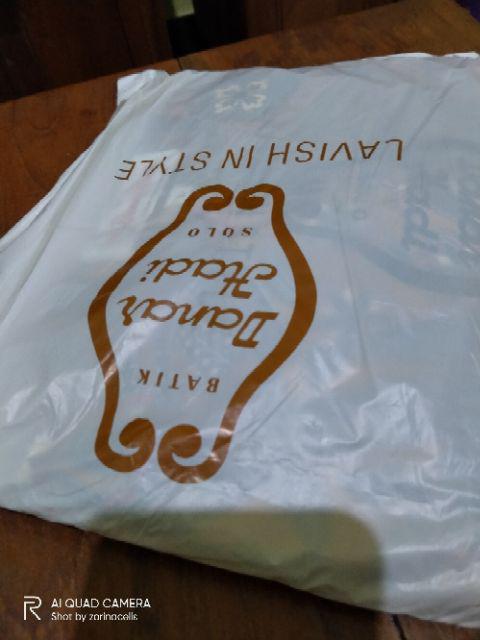 BATIK
Danar
Hadi
SOLO
LAVISH IN STYLE
AI QUAD CAMERA
Shot by zarinacells